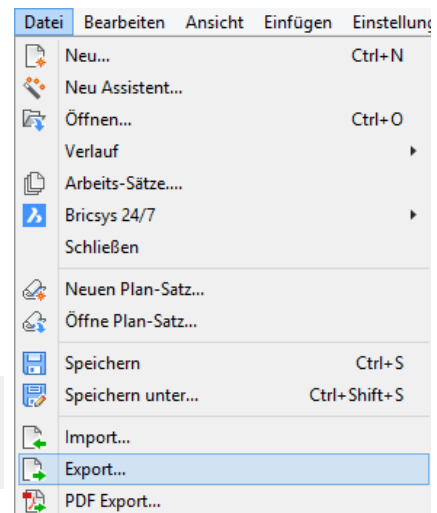 Datei Bearbeiten Ansicht Einfügen Einstellung
Neu... Ctrl+N
Neu Assistent...
Öffnen... Ctrl+O
Verlauf
Arbeits-Sätze....
Bricsys 24/7
Schließen
Neuen Plan-Satz...
Öffne Plan-Satz...
Speichern Ctrl+S
Speichern unter... Ctrl+Shift+S
Import...
Export...
PDF Export...